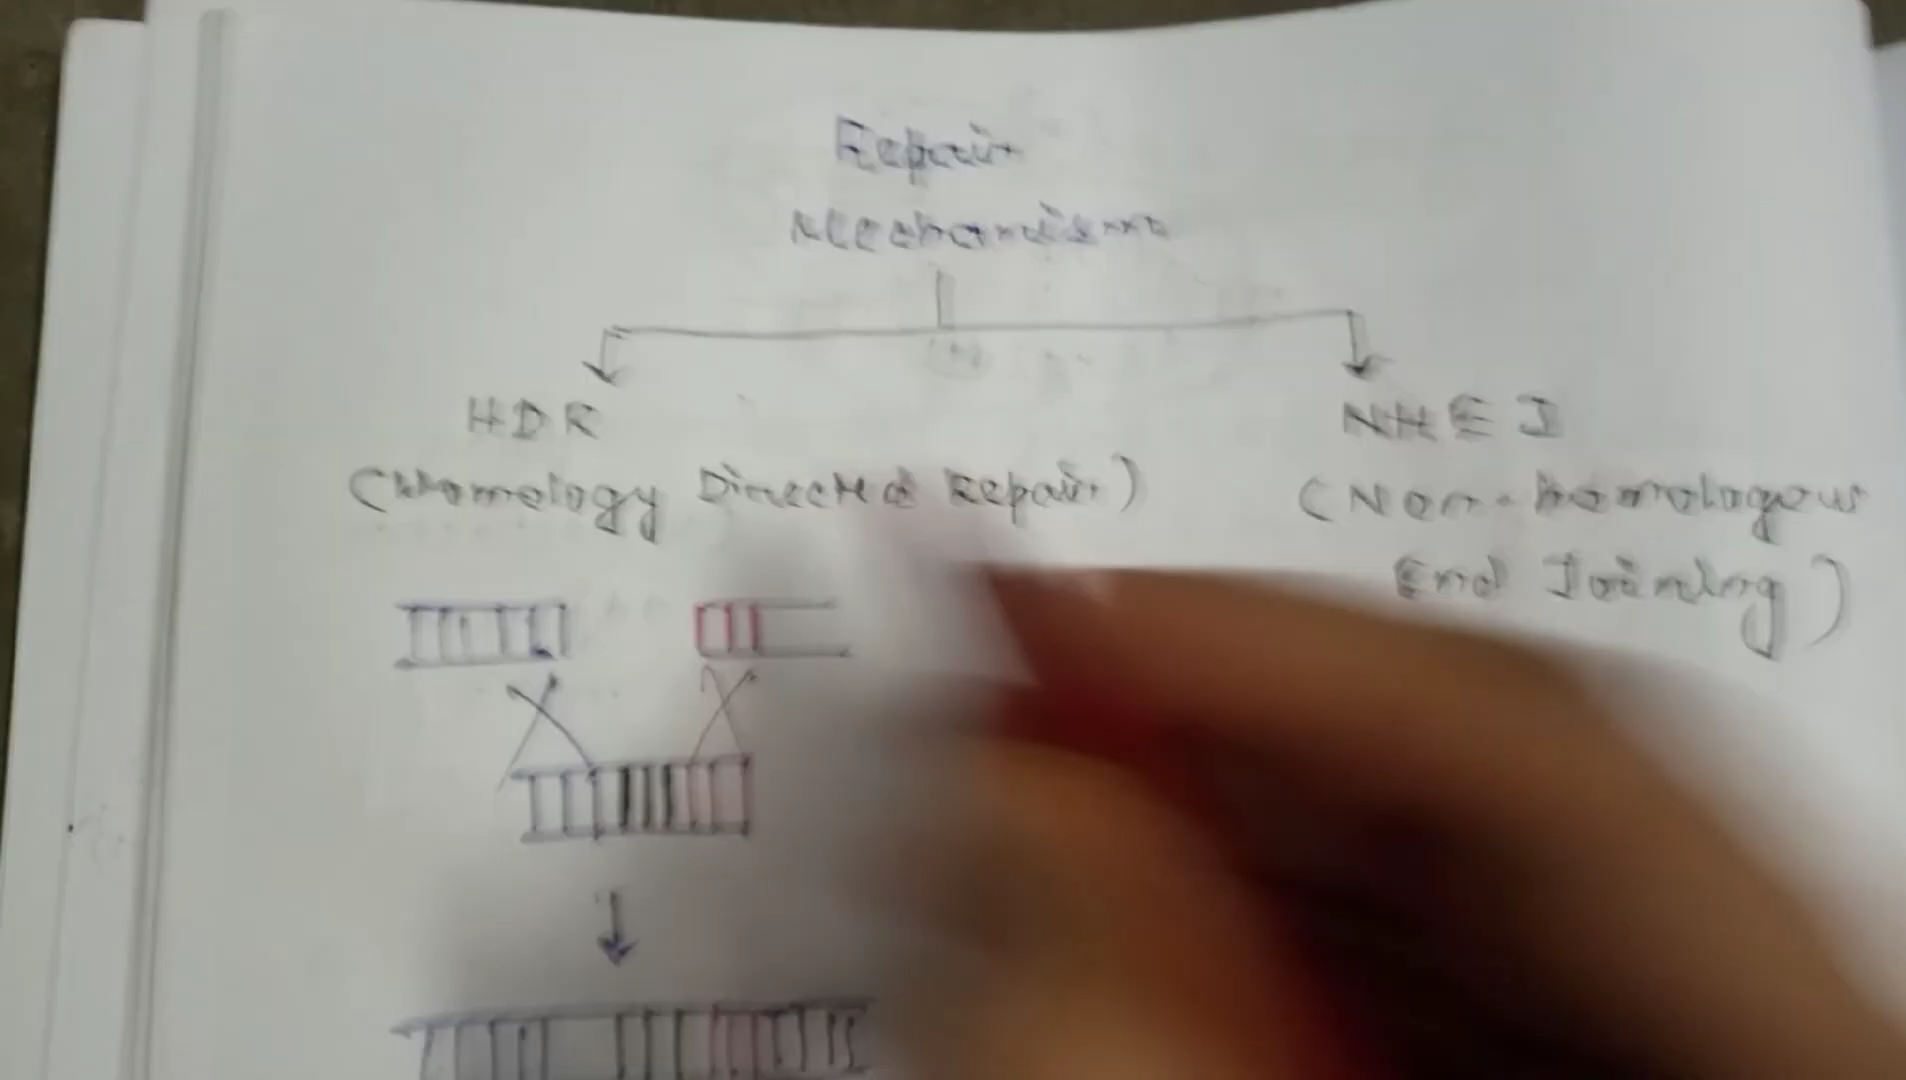 Repair
Mechanisms
HDR
(Homology Directed Repair)
NHEJ
(Non-homologous
End Joining)